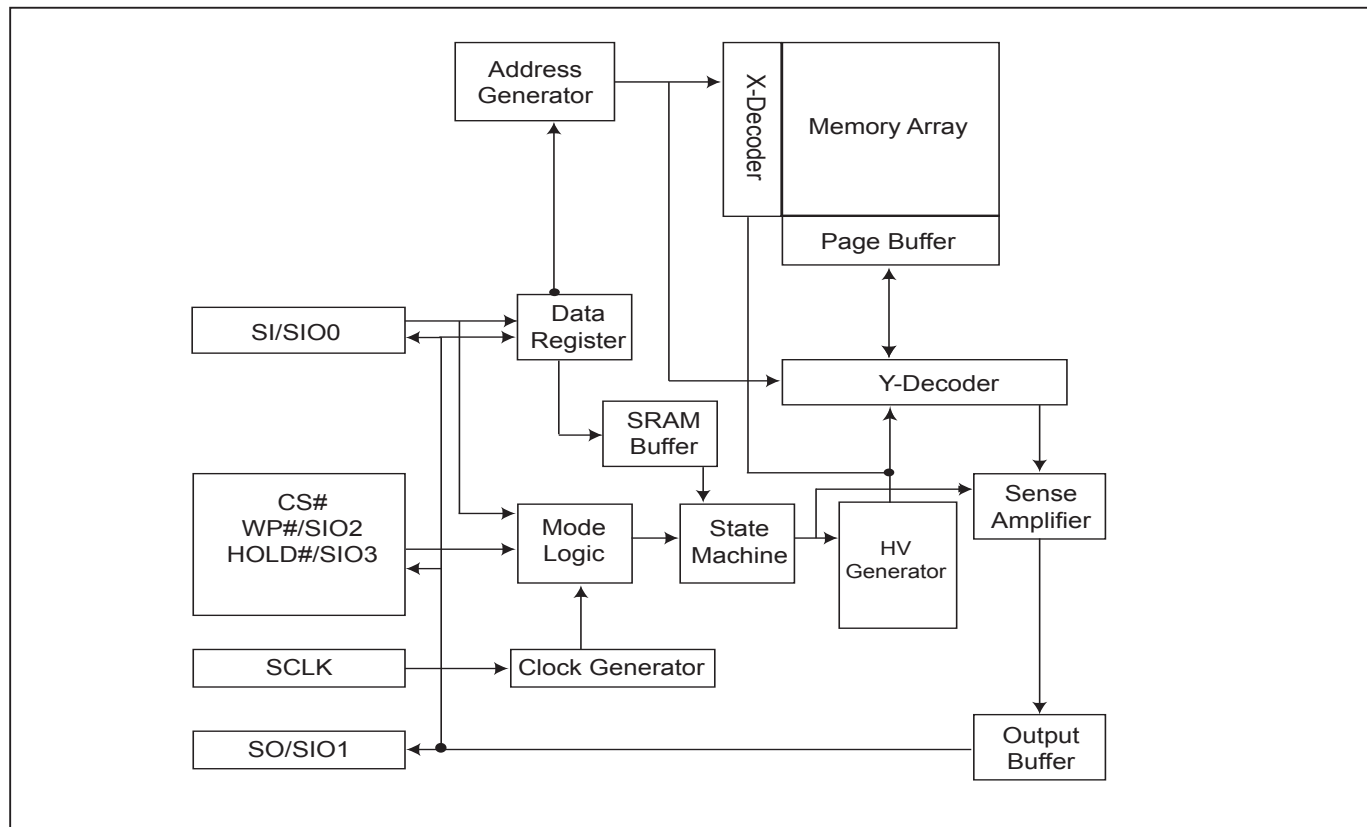 Address
Generator
X-Decoder
Memory Array
Page Buffer
SI/SIO0
Data
Register
Y-Decoder
SRAM
Buffer
CS#
WP#/SIO2
HOLD#/SIO3
Mode
Logic
State
Machine
HV
Generator
Sense
Amplifier
SCLK
Clock Generator
SO/SIO1
Output
Buffer